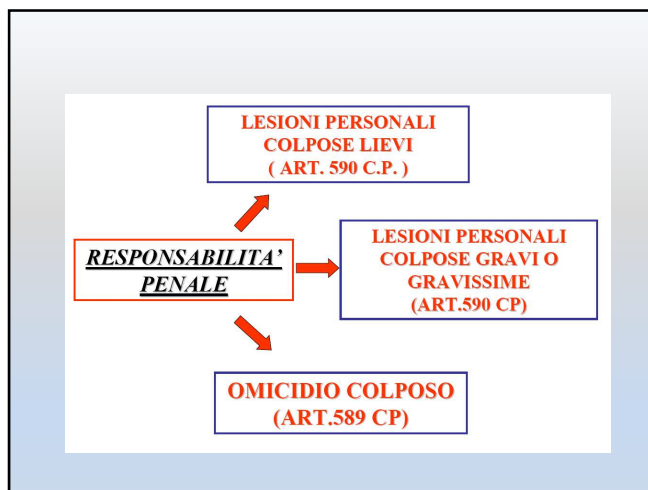 LESIONI PERSONALI
COLPOSE LIEVI
( ART. 590 C.P. )
RESPONSABILITA’
PENALE
LESIONI PERSONALI
COLPOSE GRAVI O
GRAVISSIME
(ART.590 CP)
OMICIDIO COLPOSO
(ART.589 CP)